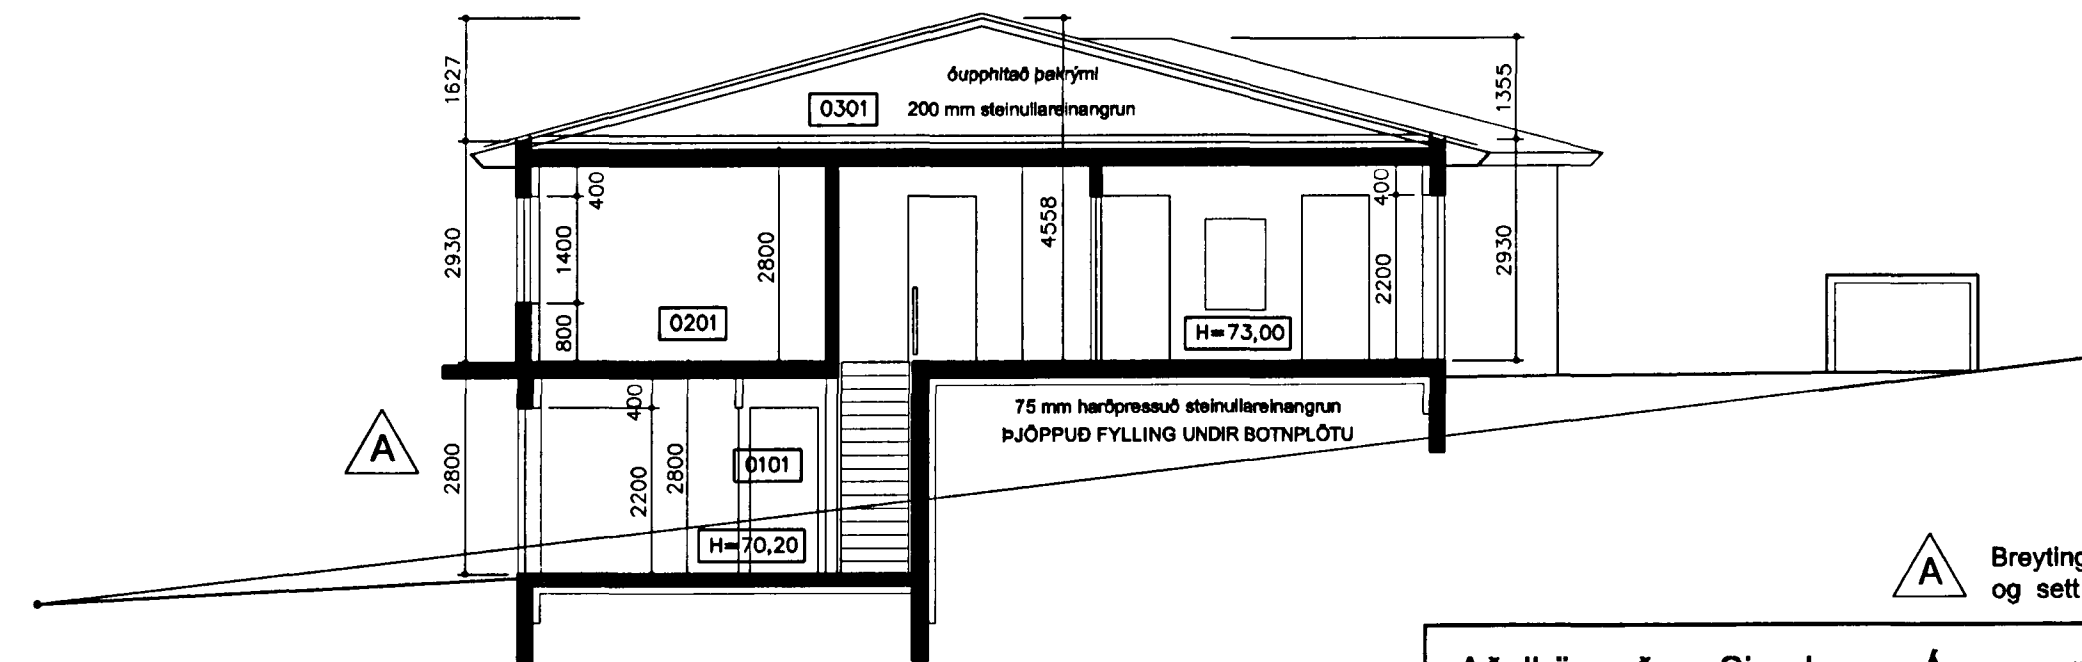 1627
óupphitað þakrými
0301
200 mm steinullareinangrun
1355
400
400
2930
1400
2800
4558
2930
2200
800
0201
H=73,00
75 mm harðpressuð steinullareinangrun
ÞJÖPPUÐ FYLLING UNDIR BOTNPLÖTU
400
A
2800
2200
2800
0101
H=70,20
A
Breyting
og sett